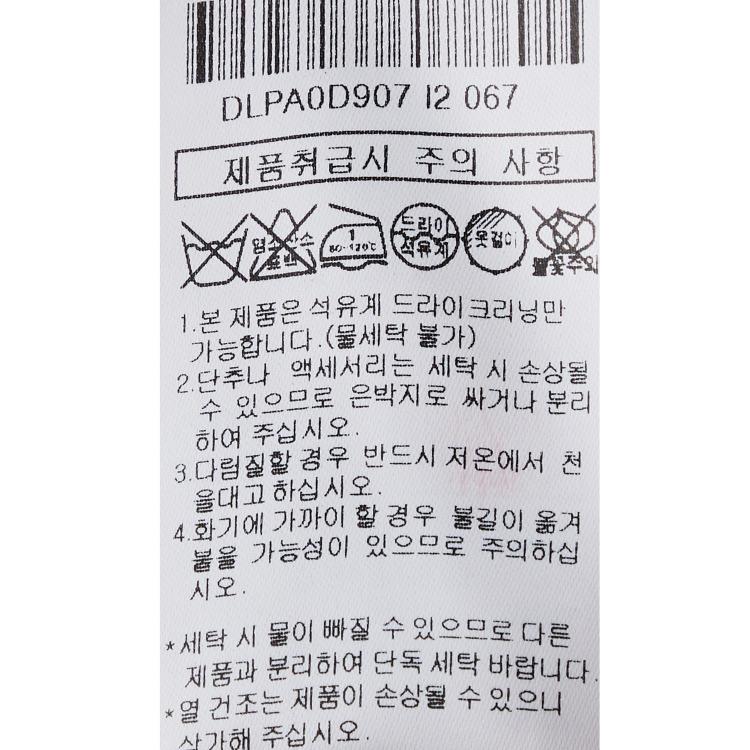 DLPA0D907 I2 067
제품취급시 주의 사항
염소산소 표백
1 80-120℃
드라이 석유계
옷걸이
불꽃주의
1.본 제품은 석유계 드라이크리닝만
가능합니다.(물세탁 불가)
2.단추나 액세서리는 세탁 시 손상될
수 있으므로 은박지로 싸거나 분리
하여 주십시오.
3.다림질할 경우 반드시 저온에서 천
을대고 하십시오.
4.화기에 가까이 할 경우 불길이 옮겨
붙을 가능성이 있으므로 주의하십
시오.
*세탁 시 물이 빠질 수 있으므로 다른
제품과 분리하여 단독 세탁 바랍니다.
*열 건조는 제품이 손상될 수 있으니
삼가해 주십시오.